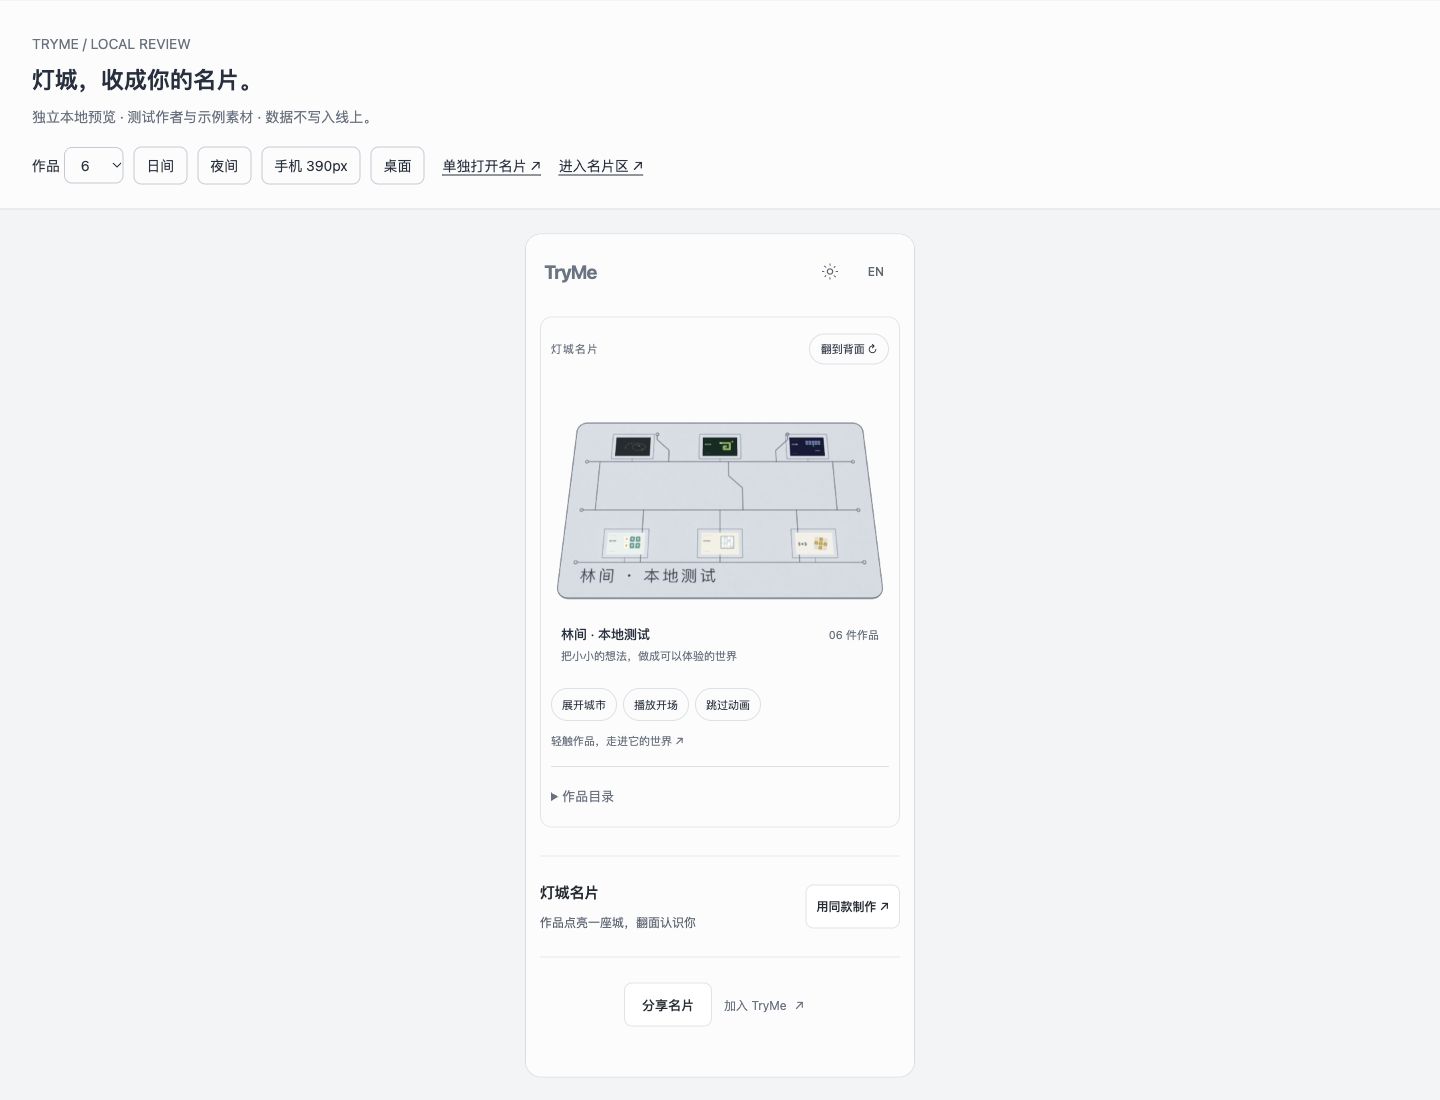 TRYME / LOCAL REVIEW
灯城，收成你的名片。
独立本地预览 · 测试作者与示例素材 · 数据不写入线上。
作品 6 日间 夜间 手机 390px 桌面 单独打开名片 ↗ 进入名片区 ↗
TryMe EN
灯城名片 翻到背面 ↻
林间 · 本地测试
林间 · 本地测试 06 件作品
把小小的想法，做成可以体验的世界
展开城市 播放开场 跳过动画
轻触作品，走进它的世界 ↗
▶ 作品目录
灯城名片
作品点亮一座城，翻面认识你
用同款制作 ↗
分享名片 加入 TryMe ↗